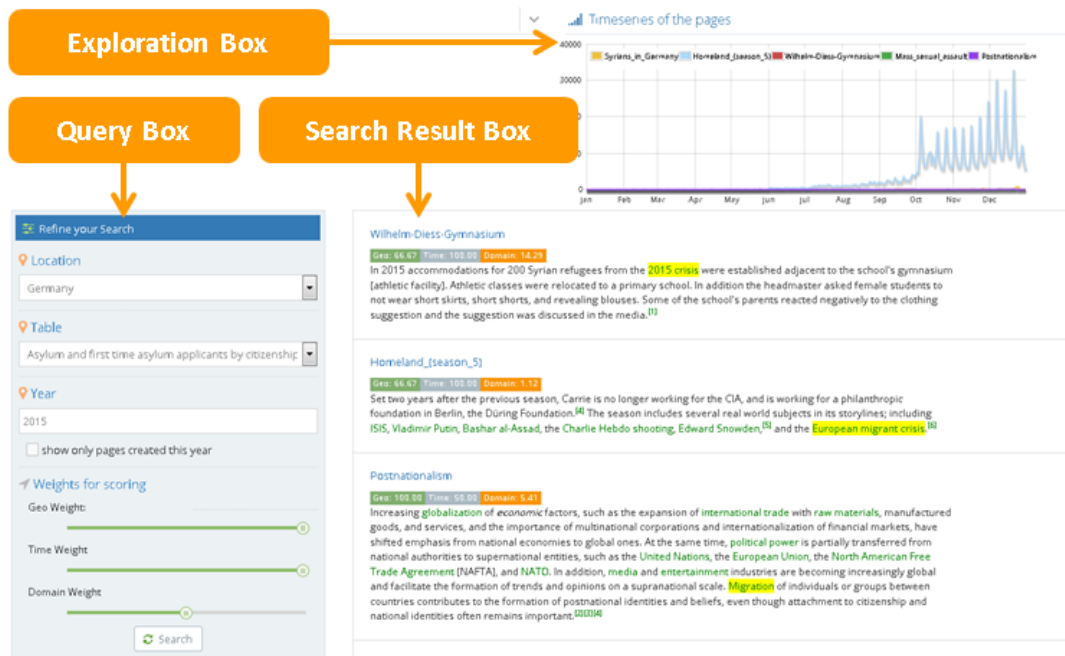 Exploration Box
Timeseries of the pages
40000
Syrians_in_Germany Homeland_(season_5) Wilhelm-Diess-Gymnasium Mass_sexual_assault Postnationalism
30000
Query Box
Search Result Box
0
0
Jan Feb Mar Apr May Jun Jul Aug Sep Oct Nov Dec
Refine your Search
Location
Germany
Table
Asylum and first time asylum applicants by citizenship
Year
2015
show only pages created this year
Weights for scoring
Geo Weight:
Time Weight
Domain Weight
Search
Wilhelm-Diess-Gymnasium
Geo: 66.67 Time: 100.00 Domain: 14.29
In 2015 accommodations for 200 Syrian refugees from the 2015 crisis were established adjacent to the school's gymnasium
[athletic facility]. Athletic classes were relocated to a primary school. In addition the headmaster asked female students to
not wear short skirts, short shorts, and revealing blouses. Some of the school's parents reacted negatively to the clothing
suggestion and the suggestion was discussed in the media.[1]
Homeland_(season_5)
Geo: 66.67 Time: 100.00 Domain: 1.12
Set two years after the previous season, Carrie is no longer working for the CIA, and is working for a philanthropic
foundation in Berlin, the Düring Foundation.[4] The season includes several real world subjects in its storylines; including
ISIS, Vladimir Putin, Bashar al-Assad, the Charlie Hebdo shooting, Edward Snowden,[5] and the European migrant crisis.[6]
Postnationalism
Geo: 100.00 Time: 50.00 Domain: 5.41
Increasing globalization of economic factors, such as the expansion of international trade with raw materials, manufactured
goods, and services, and the importance of multinational corporations and internationalization of financial markets, have
shifted emphasis from national economies to global ones. At the same time, political power is partially transferred from
national authorities to supernational entities, such as the United Nations, the European Union, the North American Free
Trade Agreement [NAFTA], and NATO. In addition, media and entertainment industries are becoming increasingly global
and facilitate the formation of trends and opinions on a supranational scale. Migration of individuals or groups between
countries contributes to the formation of postnational identities and beliefs, even though attachment to citizenship and
national identities often remains important.[2][3][4]